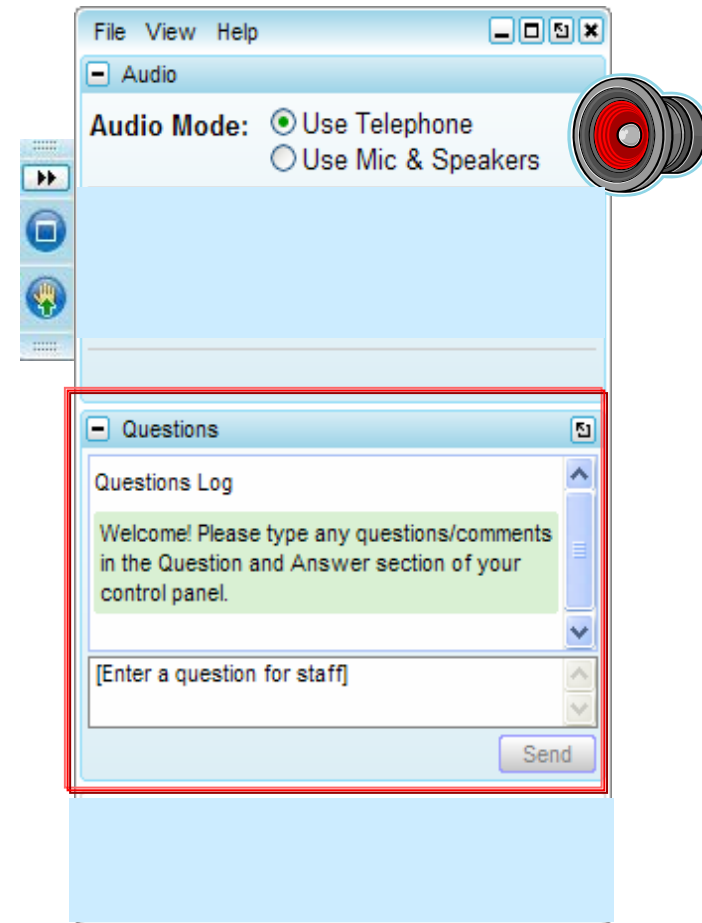 File View Help
Audio
Audio Mode: Use Telephone
Use Mic & Speakers
Questions
Questions Log
Welcome! Please type any questions/comments
in the Question and Answer section of your
control panel.
[Enter a question for staff]
Send